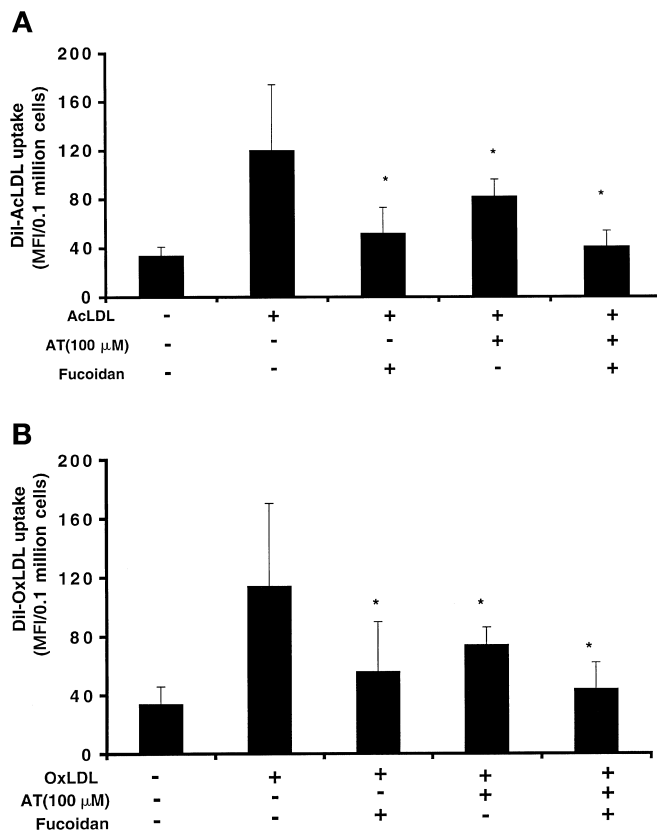 A
DiI-AcLDL uptake
(MFI/0.1 million cells)
200
160
120
80
40
0
* * *
AcLDL - + + + +
AT(100 μM) - - - + +
Fucoidan - - + - +
B
DiI-OxLDL uptake
(MFI/0.1 million cells)
200
160
120
80
40
0
* * *
OxLDL - + + + +
AT(100 μM) - - - + +
Fucoidan - - + - +